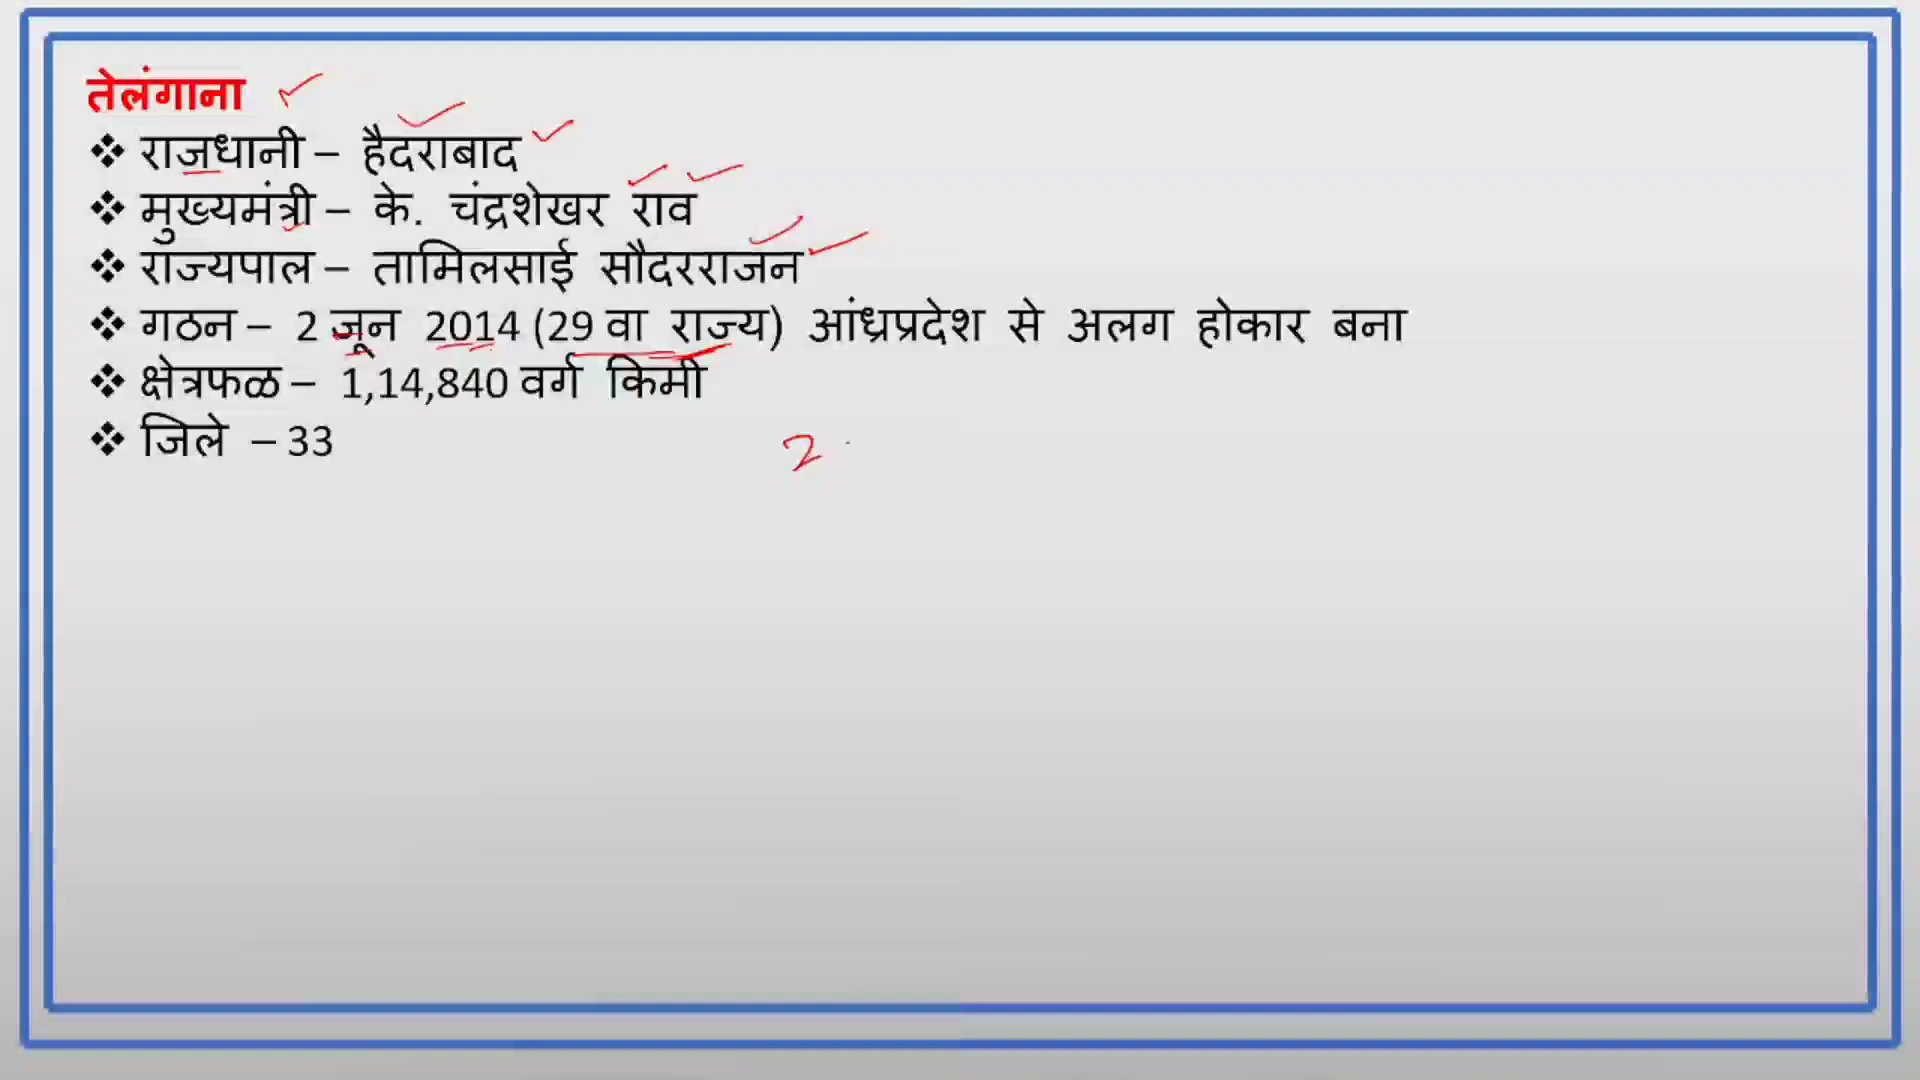 तेलंगाना
❖ राजधानी – हैदराबाद
❖ मुख्यमंत्री – के. चंद्रशेखर राव
❖ राज्यपाल – तामिलसाई सौदरराजन
❖ गठन – 2 जून 2014 (29 वा राज्य) आंध्रप्रदेश से अलग होकार बना
❖ क्षेत्रफळ – 1,14,840 वर्ग किमी
❖ जिले – 33
2